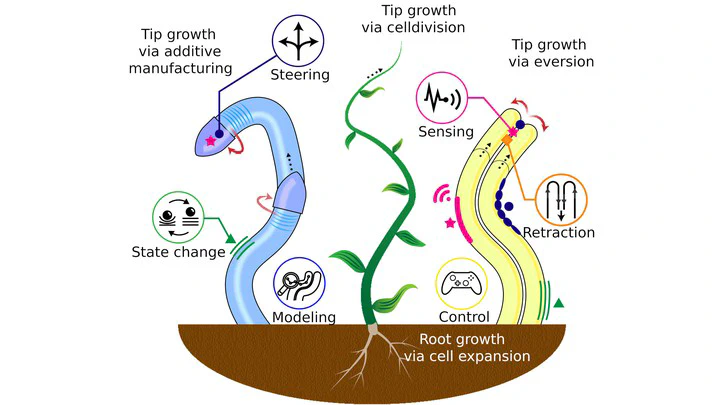 Tip growth
via additive
manufacturing
Steering
Tip growth
via celldivision
Tip growth
via eversion
Sensing
State change
Retraction
Modeling
Control
Root growth
via cell expansion